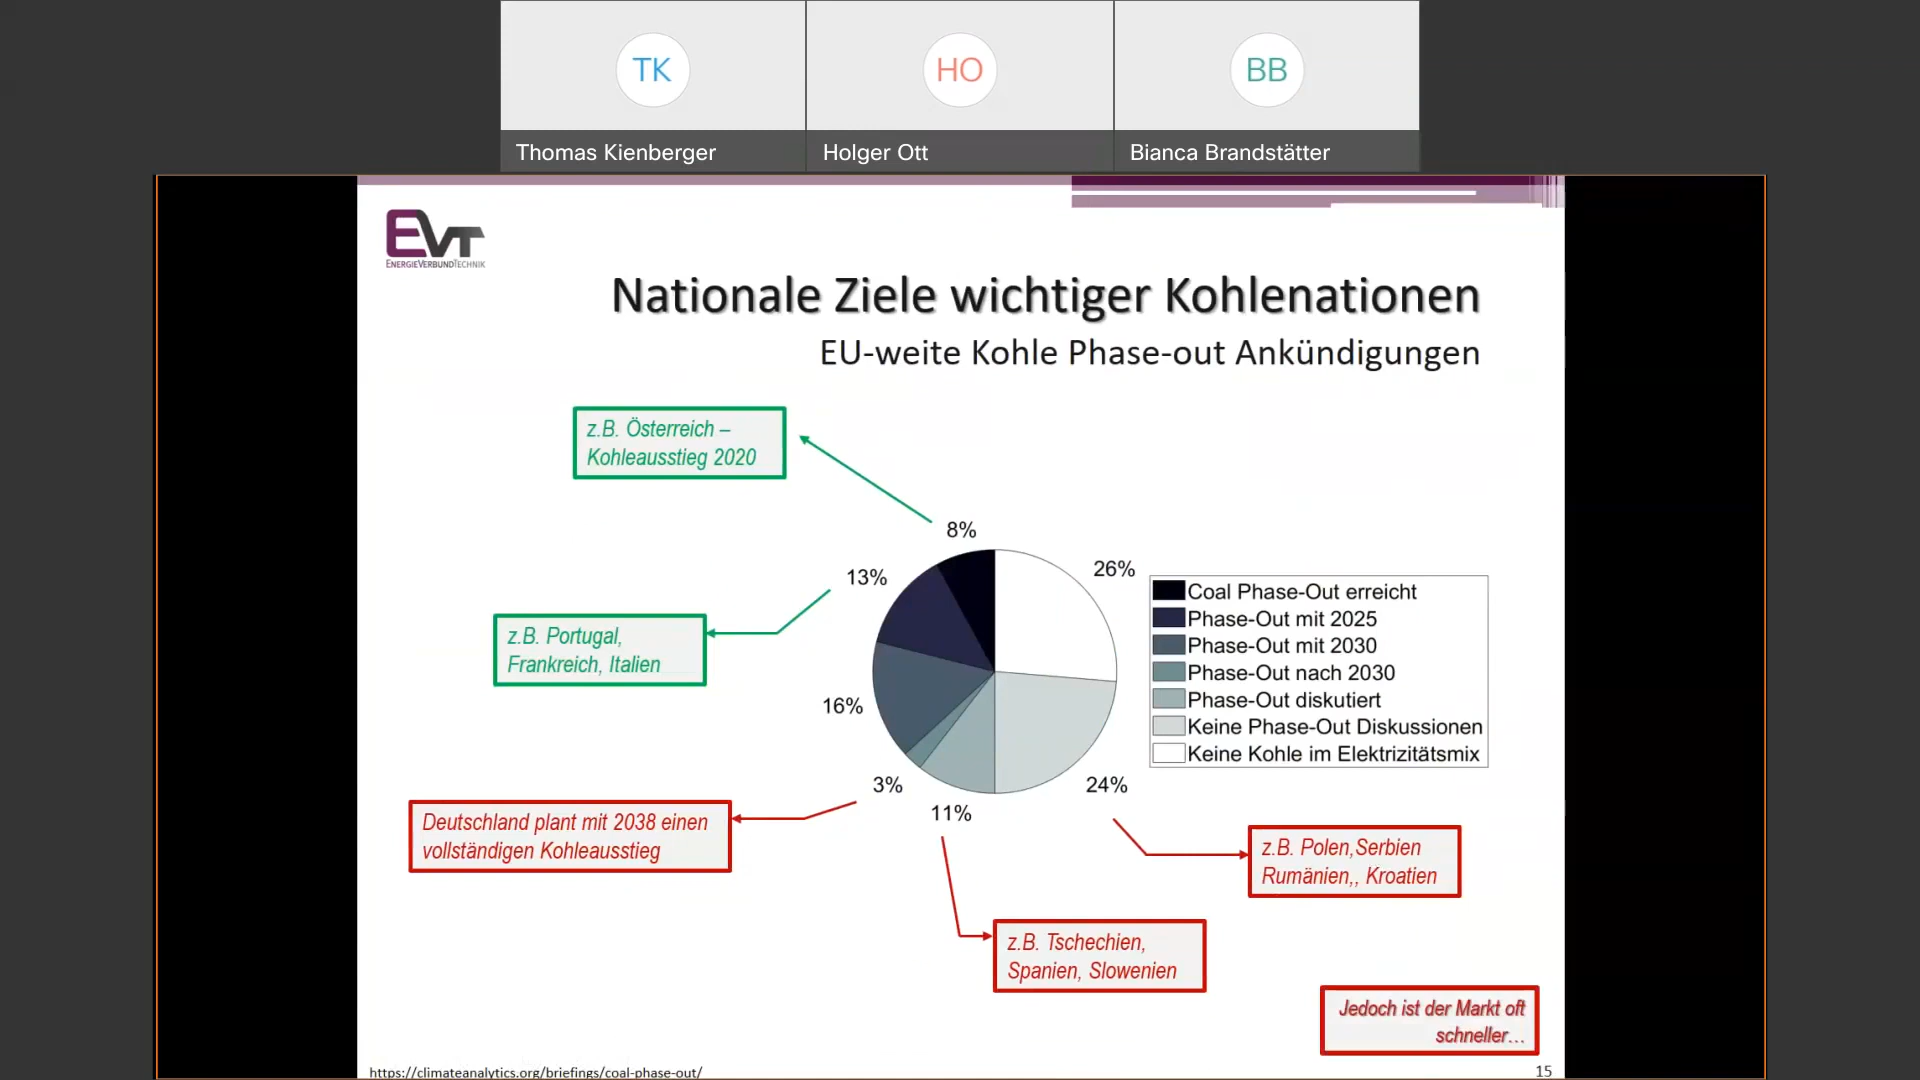 TK
HO
BB
Thomas Kienberger
Holger Ott
Bianca Brandstätter
EVT
ENERGIEVERBUNDTECHNIK
Nationale Ziele wichtiger Kohlenationen
EU-weite Kohle Phase-out Ankündigungen
z.B. Österreich –
Kohleausstieg 2020
8%
13%
26%
z.B. Portugal,
Frankreich, Italien
16%
3%
11%
24%
Coal Phase-Out erreicht
Phase-Out mit 2025
Phase-Out mit 2030
Phase-Out nach 2030
Phase-Out diskutiert
Keine Phase-Out Diskussionen
Keine Kohle im Elektrizitätsmix
Deutschland plant mit 2038 einen
vollständigen Kohleausstieg
z.B. Polen,Serbien
Rumänien,, Kroatien
z.B. Tschechien,
Spanien, Slowenien
Jedoch ist der Markt oft
schneller…
https://climateanalytics.org/briefings/coal-phase-out/
15